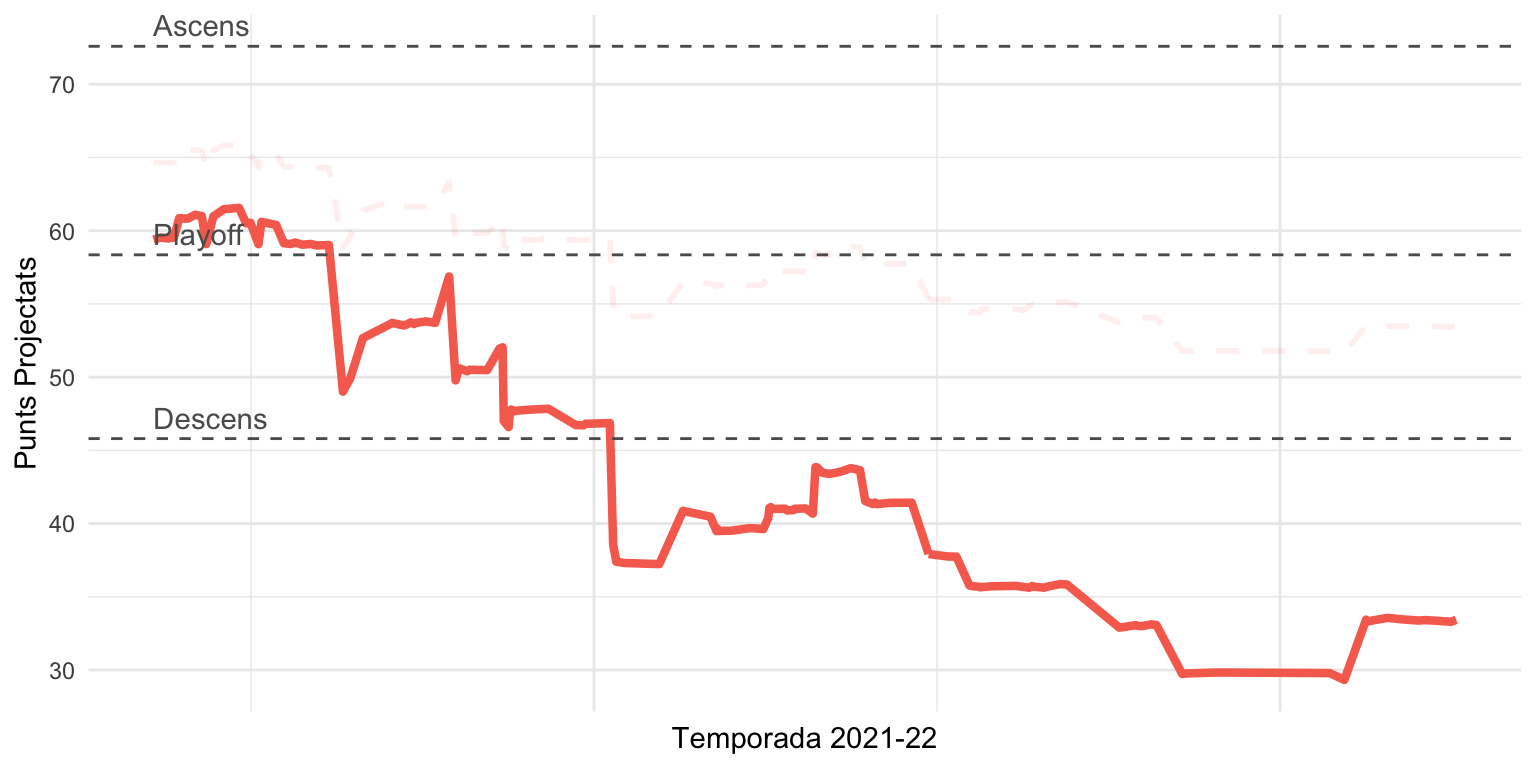 Ascens
70
60
Playoff
50
Descens
40
30
Punts Projectats
Temporada 2021-22